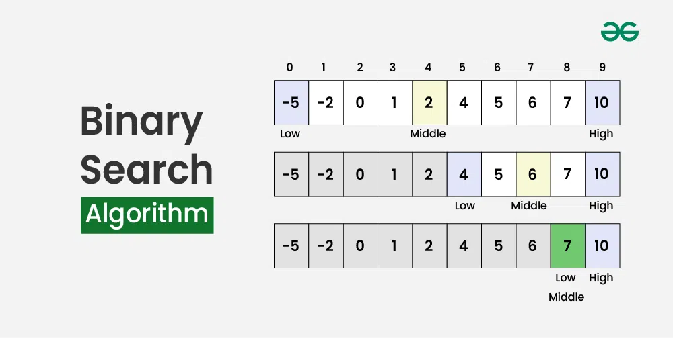 Binary
Search
Algorithm
0 1 2 3 4 5 6 7 8 9
-5 -2 0 1 2 4 5 6 7 10
Low Middle High
-5 -2 0 1 2 4 5 6 7 10
Low Middle High
-5 -2 0 1 2 4 5 6 7 10
Low High
Middle